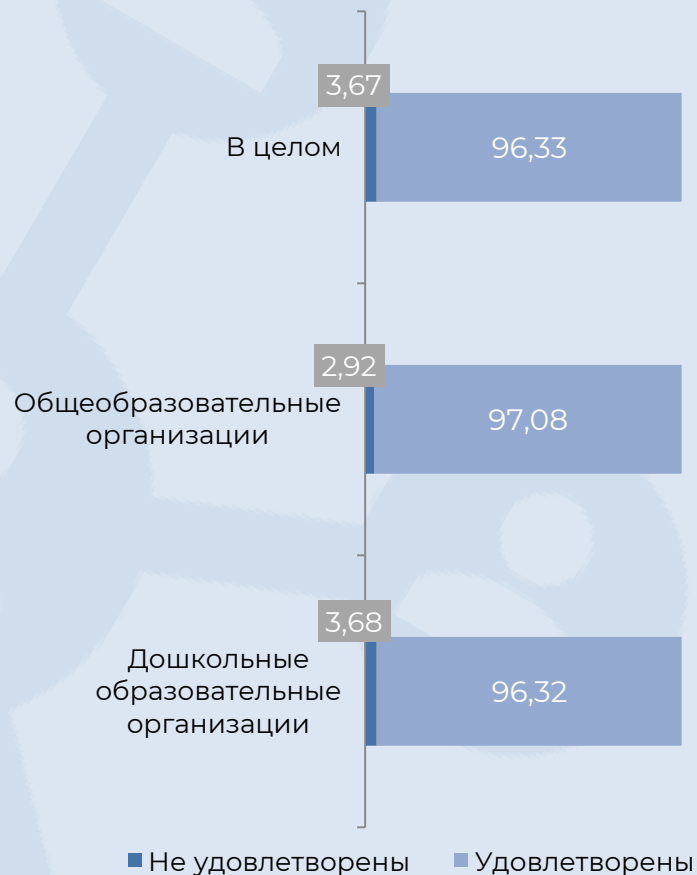 3,67
В целом
96,33
2,92
Общеобразовательные
организации
97,08
3,68
Дошкольные
образовательные
организации
96,32
Не удовлетворены
Удовлетворены